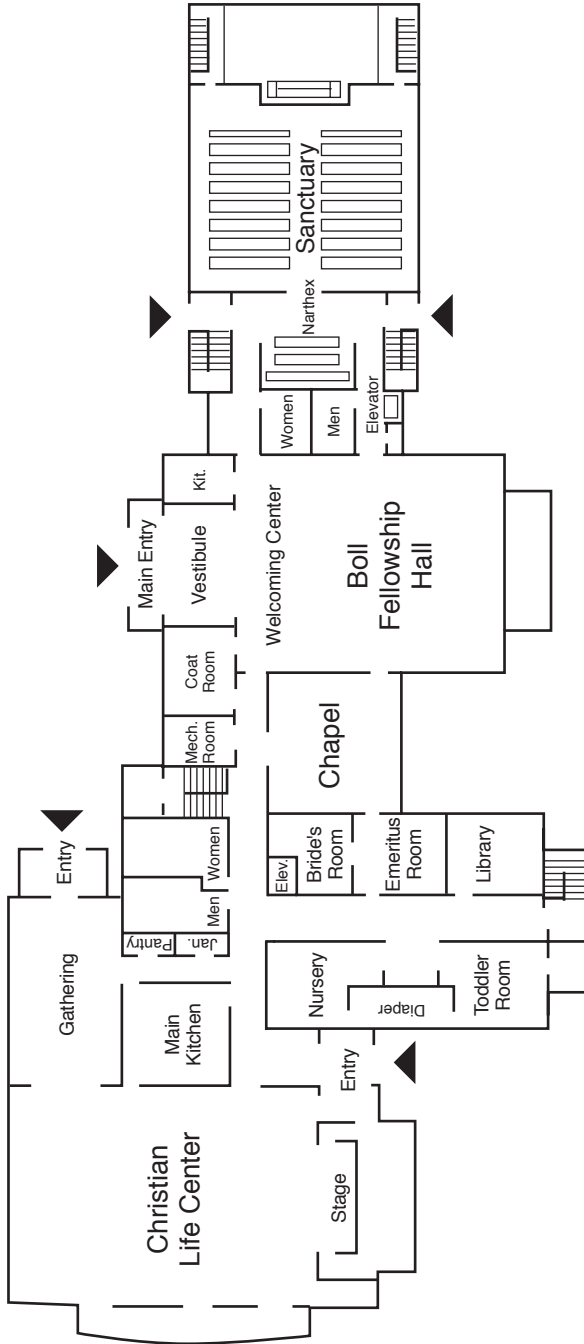 Sanctuary
Narthex
Women
Men
Elevator
Kit.
Main Entry
Vestibule
Welcoming Center
Boll
Fellowship
Hall
Coat
Room
Mech.
Room
Chapel
Women
Men
Elev.
Bride's
Room
Emeritus
Room
Library
Entry
Pantry
Jan.
Gathering
Main
Kitchen
Nursery
Diaper
Toddler
Room
Entry
Christian
Life Center
Stage